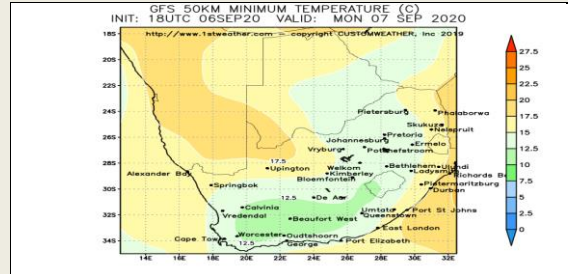 GFS 50KM MINIMUM TEMPERATURE (C)
INIT: 18UTC 06SEP20 VALID: MON 07 SEP 2020
http://www.1stweather.com — copyright CUSTOMWEATHER, Inc 2019
18S
20S
22S
24S
26S
28S
30S
32S
34S
27.5
25
22.5
20
17.5
15
12.5
10
7.5
5
2.5
0
Pietersburg Phalaborwa
Skukuza
Nelspruit
Pretoria
Johannesburg
Ermelo
Vryburg Potchefstroom
17.5
Welkom Bethlehem Ulundi
Upington Kimberley Ladysmith
Alexander Bay Bloemfontein Richards B
Springbok Pietermaritzburg
Durban
12.5 De Aar
Calvinia Umtata Port St Johns
Vredendal Beaufort West Queenstown
East London
Cape Town Worcester Oudtshoorn
12.5 George Port Elizabeth
14E 16E 18E 20E 22E 24E 26E 28E 30E 32E